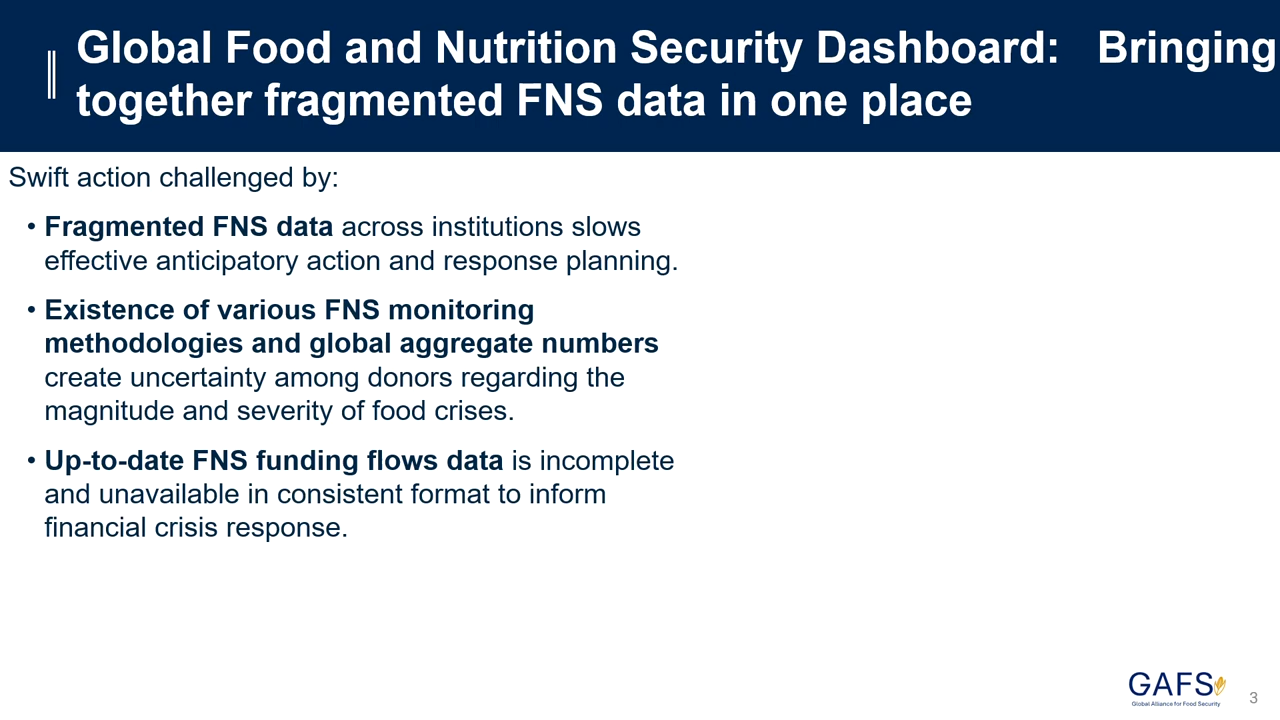 Global Food and Nutrition Security Dashboard: Bringing
together fragmented FNS data in one place
Swift action challenged by:
• Fragmented FNS data across institutions slows
effective anticipatory action and response planning.
• Existence of various FNS monitoring
methodologies and global aggregate numbers
create uncertainty among donors regarding the
magnitude and severity of food crises.
• Up-to-date FNS funding flows data is incomplete
and unavailable in consistent format to inform
financial crisis response.
GAFS
Global Alliance for Food Security
3